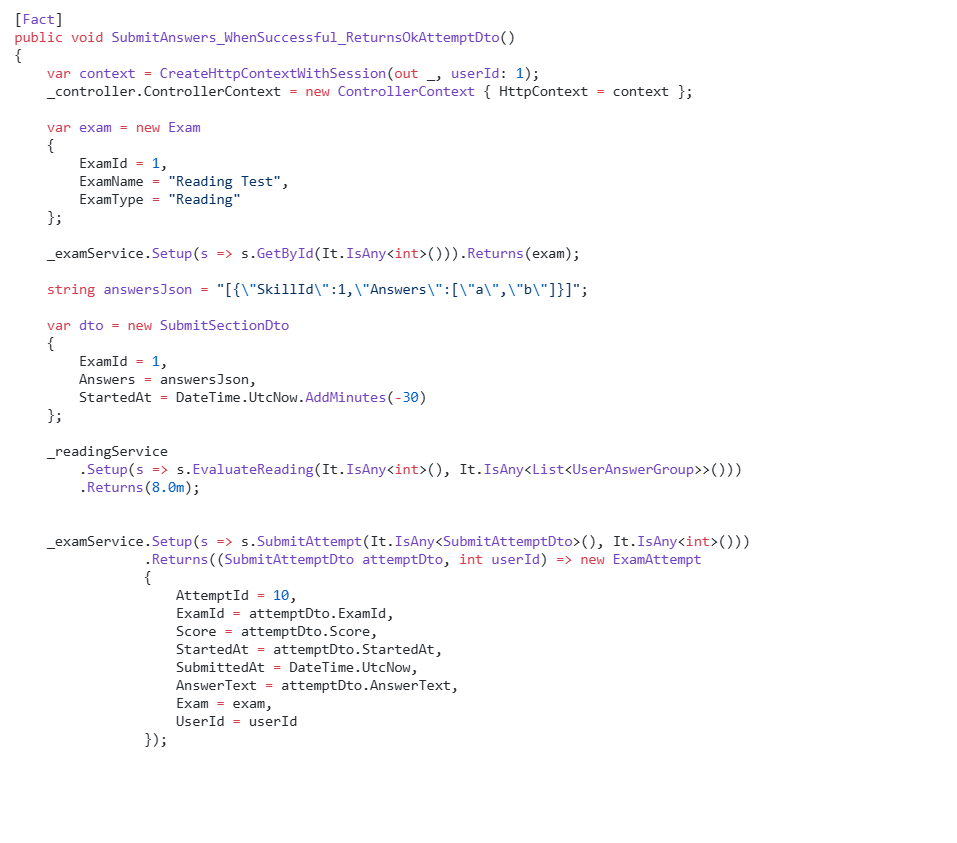 [Fact]
public void SubmitAnswers_WhenSuccessful_ReturnsOkAttemptDto()
{
    var context = CreateHttpContextWithSession(out _, userId: 1);
    _controller.ControllerContext = new ControllerContext { HttpContext = context };

    var exam = new Exam
    {
        ExamId = 1,
        ExamName = "Reading Test",
        ExamType = "Reading"
    };

    _examService.Setup(s => s.GetById(It.IsAny<int>())).Returns(exam);

    string answersJson = "[{\"SkillId\":1,\"Answers\":[\"a\",\"b\"]}]";

    var dto = new SubmitSectionDto
    {
        ExamId = 1,
        Answers = answersJson,
        StartedAt = DateTime.UtcNow.AddMinutes(-30)
    };

    _readingService
        .Setup(s => s.EvaluateReading(It.IsAny<int>(), It.IsAny<List<UserAnswerGroup>>()))
        .Returns(8.0m);


    _examService.Setup(s => s.SubmitAttempt(It.IsAny<SubmitAttemptDto>(), It.IsAny<int>()))
                .Returns((SubmitAttemptDto attemptDto, int userId) => new ExamAttempt
                {
                    AttemptId = 10,
                    ExamId = attemptDto.ExamId,
                    Score = attemptDto.Score,
                    StartedAt = attemptDto.StartedAt,
                    SubmittedAt = DateTime.UtcNow,
                    AnswerText = attemptDto.AnswerText,
                    Exam = exam,
                    UserId = userId
                });